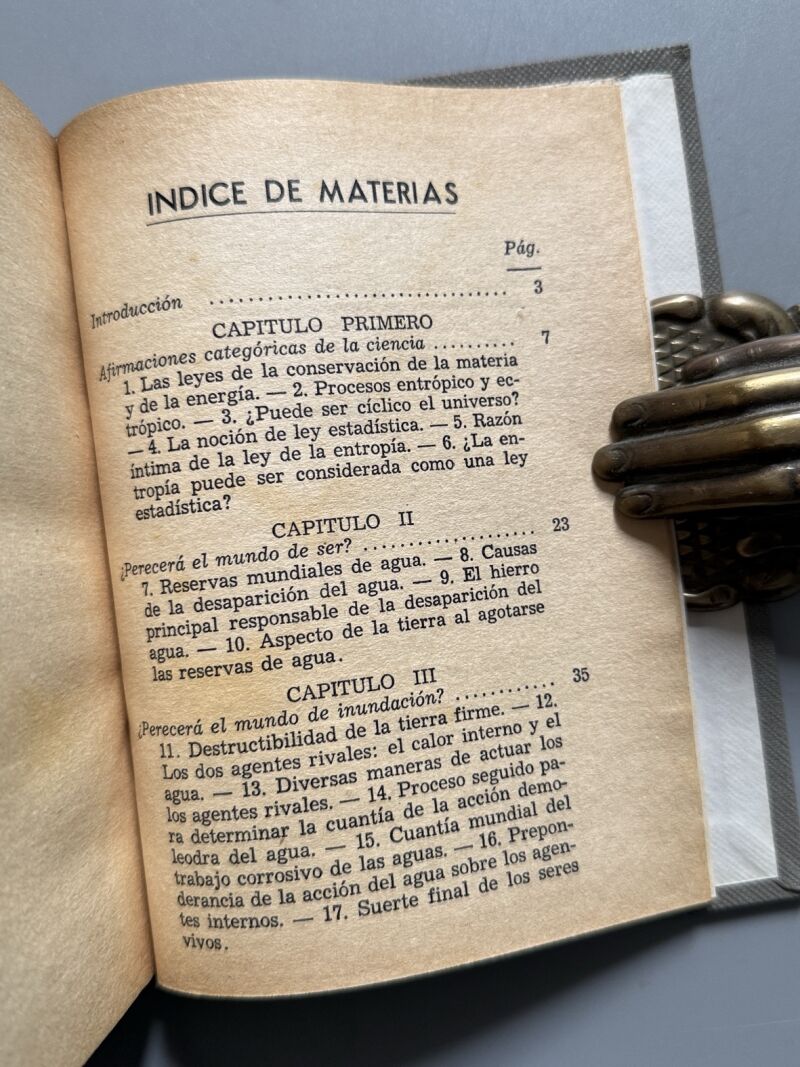 INDICE DE MATERIAS
Pág.
Introducción ................................ 3
CAPITULO PRIMERO
Afirmaciones categóricas de la ciencia .......... 7
1. Las leyes de la conservación de la materia
y de la energía. — 2. Procesos entrópico y ec-
trópico. — 3. ¿Puede ser cíclico el universo?
— 4. La noción de ley estadística. — 5. Razón
íntima de la ley de la entropía. — 6. ¿La en-
tropía puede ser considerada como una ley
estadística?
CAPITULO II
¿Perecerá el mundo de ser? .................... 23
7. Reservas mundiales de agua. — 8. Causas
de la desaparición del agua. — 9. El hierro
principal responsable de la desaparición del
agua. — 10. Aspecto de la tierra al agotarse
las reservas de agua.
CAPITULO III
¿Perecerá el mundo de inundación? ............ 35
11. Destructibilidad de la tierra firme. — 12.
Los dos agentes rivales: el calor interno y el
agua. — 13. Diversas maneras de actuar los
los agentes rivales. — 14. Proceso seguido pa-
ra determinar la cuantía de la acción demo-
leodra del agua. — 15. Cuantía mundial del
trabajo corrosivo de las aguas. — 16. Prepon-
derancia de la acción del agua sobre los agen-
tes internos. — 17. Suerte final de los seres
vivos.